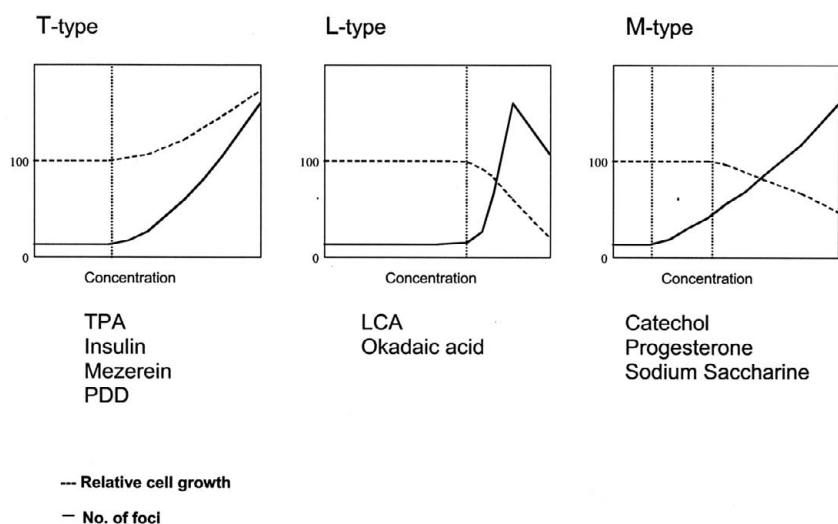 T-type
L-type
M-type
100
0
Concentration
100
0
Concentration
100
0
Concentration
TPA
Insulin
Mezerein
PDD
LCA
Okadaic acid
Catechol
Progesterone
Sodium Saccharine
--- Relative cell growth
— No. of foci